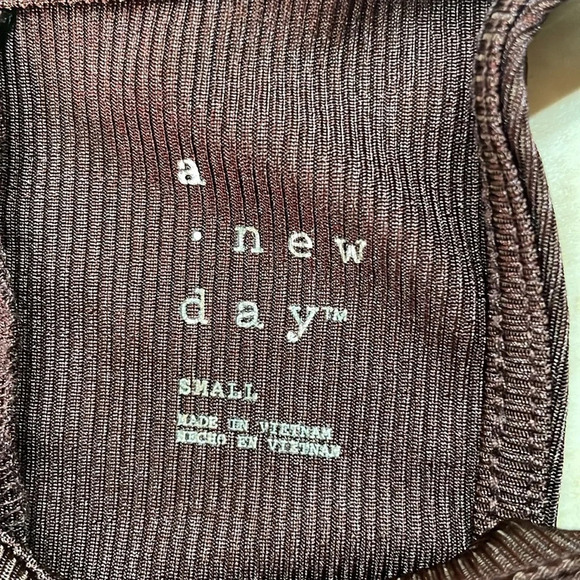 a
· new
day™
SMALL
MADE IN VIETNAM
HECHO EN VIETNAM